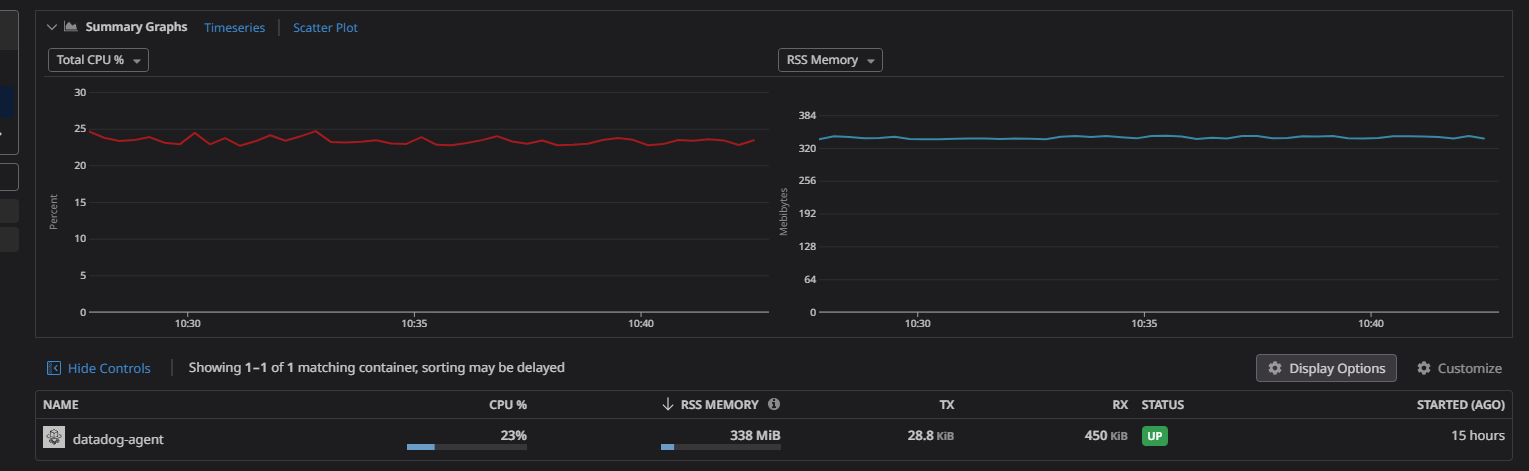 Summary Graphs Timeseries Scatter Plot
Total CPU % RSS Memory
30
25
20
15
10
5
0
Percent
10:30 10:35 10:40
384
320
256
192
128
64
0
Mebibytes
10:30 10:35 10:40
Hide Controls Showing 1–1 of 1 matching container, sorting may be delayed Display Options Customize
NAME CPU % RSS MEMORY TX RX STATUS STARTED (AGO)
datadog-agent 23% 338 MiB 28.8 KiB 450 KiB UP 15 hours